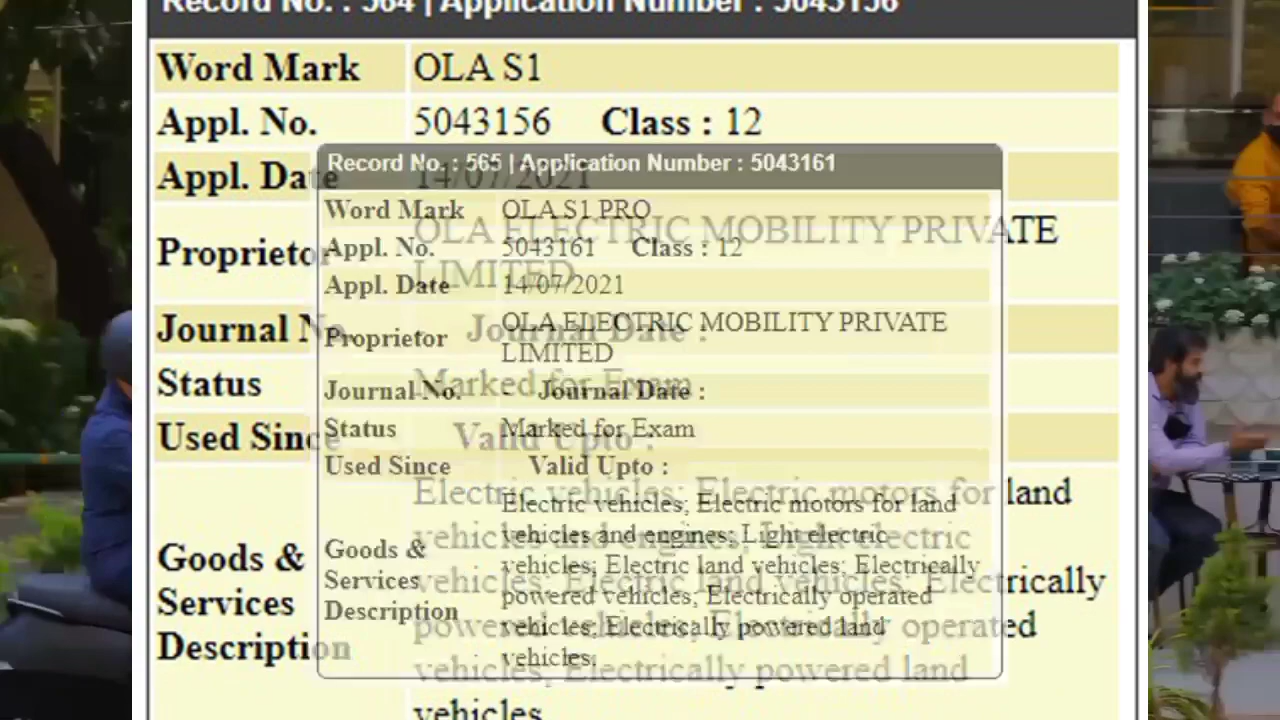 Record No. : 564 | Application Number : 5043156
Word Mark OLA S1
Appl. No. 5043156 Class : 12
Appl. Date 14/07/2021
Proprietor OLA ELECTRIC MOBILITY PRIVATE
LIMITED
Journal No. - Journal Date :
Status Marked for Exam
Used Since Valid Upto :
Goods &
Services
Description
Electric vehicles; Electric motors for land
vehicles and engines; Light electric
vehicles; Electric land vehicles; Electrically
powered vehicles; Electrically operated
vehicles; Electrically powered land
vehicles.
Record No. : 565 | Application Number : 5043161
Word Mark OLA S1 PRO
Appl. No. 5043161 Class : 12
Appl. Date 14/07/2021
Proprietor OLA ELECTRIC MOBILITY PRIVATE
LIMITED
Journal No. - Journal Date :
Status Marked for Exam
Used Since Valid Upto :
Goods &
Services
Description
Electric vehicles; Electric motors for land
vehicles and engines; Light electric
vehicles; Electric land vehicles; Electrically
powered vehicles; Electrically operated
vehicles; Electrically powered land
vehicles.